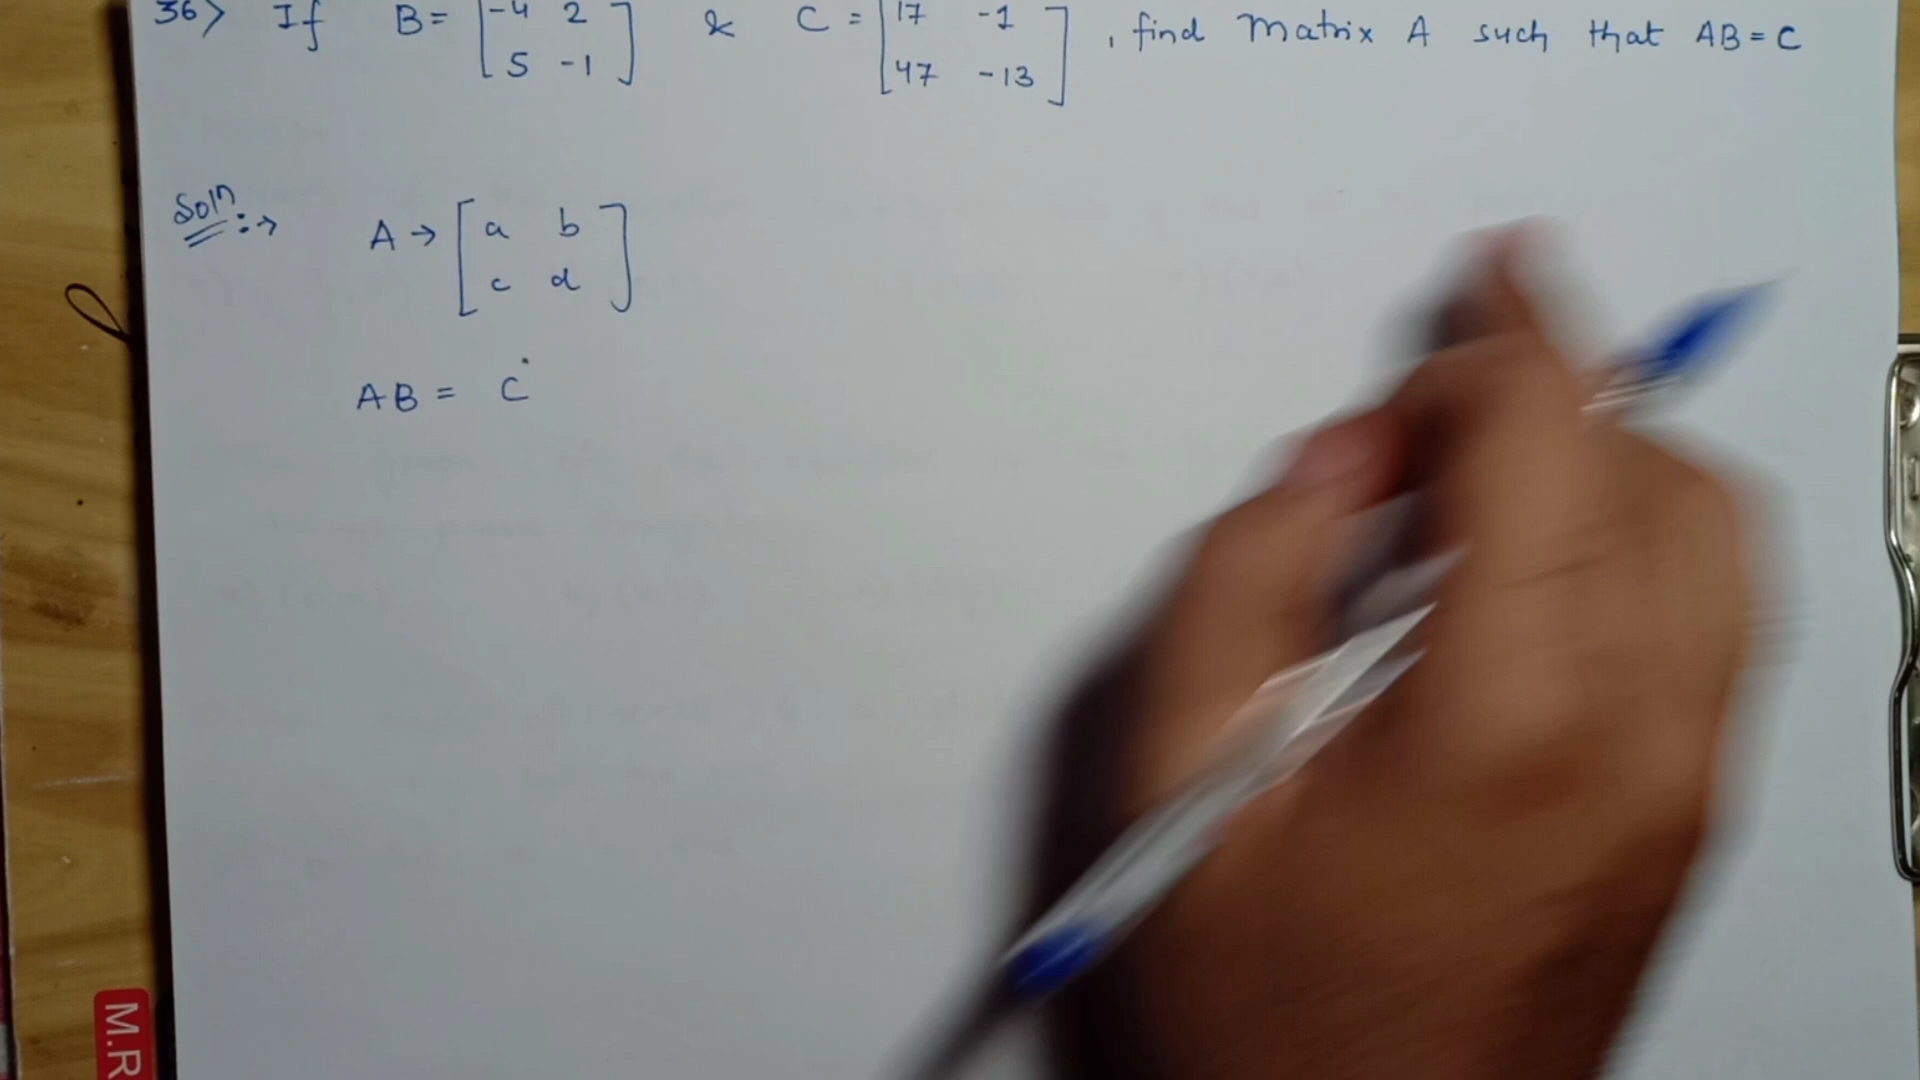 36> If B = [-4 2 & C = [17 -1 , find Matrix A such that AB = C
5 -1] 47 -13]
Soln :→ A → [a b
c d]
AB = C
M.R